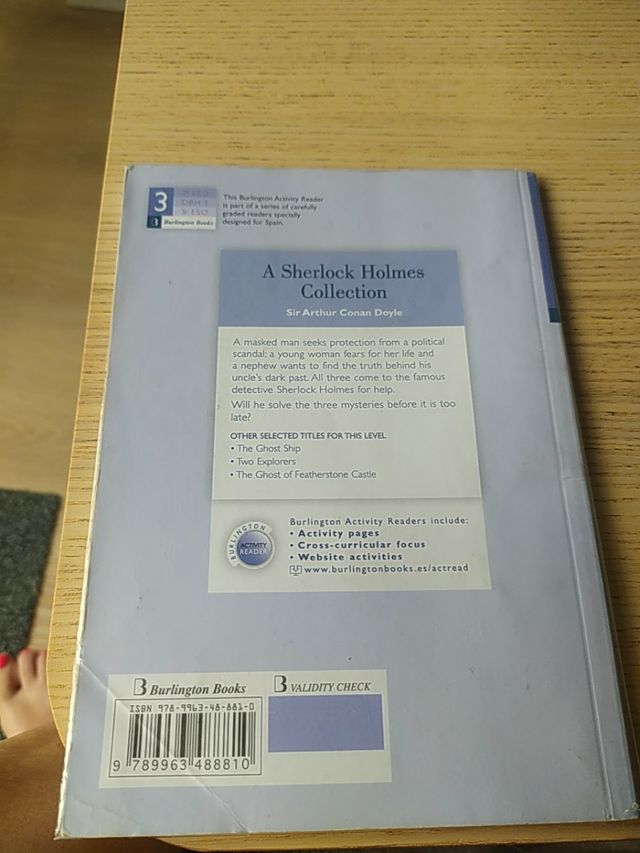 3
3º ESO
DBH 3
3r ESO
B Burlington Books
This Burlington Activity Reader
is part of a series of carefully
graded readers specially
designed for Spain.
A Sherlock Holmes
Collection
Sir Arthur Conan Doyle
A masked man seeks protection from a political
scandal; a young woman fears for her life and
a nephew wants to find the truth behind his
uncle's dark past. All three come to the famous
detective Sherlock Holmes for help.
Will he solve the three mysteries before it is too
late?
OTHER SELECTED TITLES FOR THIS LEVEL
• The Ghost Ship
• Two Explorers
• The Ghost of Featherstone Castle
BURLINGTON
ACTIVITY
READER
Burlington Activity Readers include:
• Activity pages
• Cross-curricular focus
• Website activities
www.burlingtonbooks.es/actread
B Burlington Books
B VALIDITY CHECK
ISBN 978-9963-48-881-0
9 789963 488810